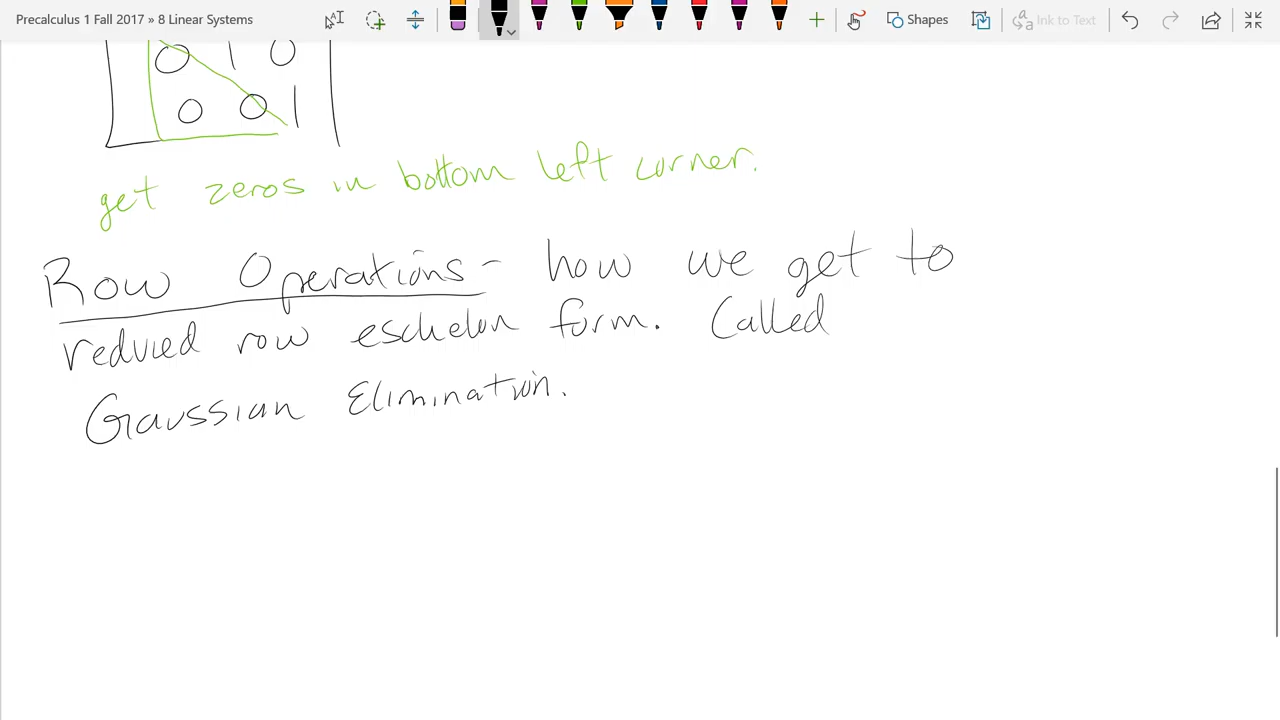 Precalculus 1 Fall 2017 » 8 Linear Systems
Shapes
Ink to Text
0 1 0
0 0 1
get zeros in bottom left corner.
Row Operations - how we get to
reduced row eschelon form. Called
Gaussian Elimination.